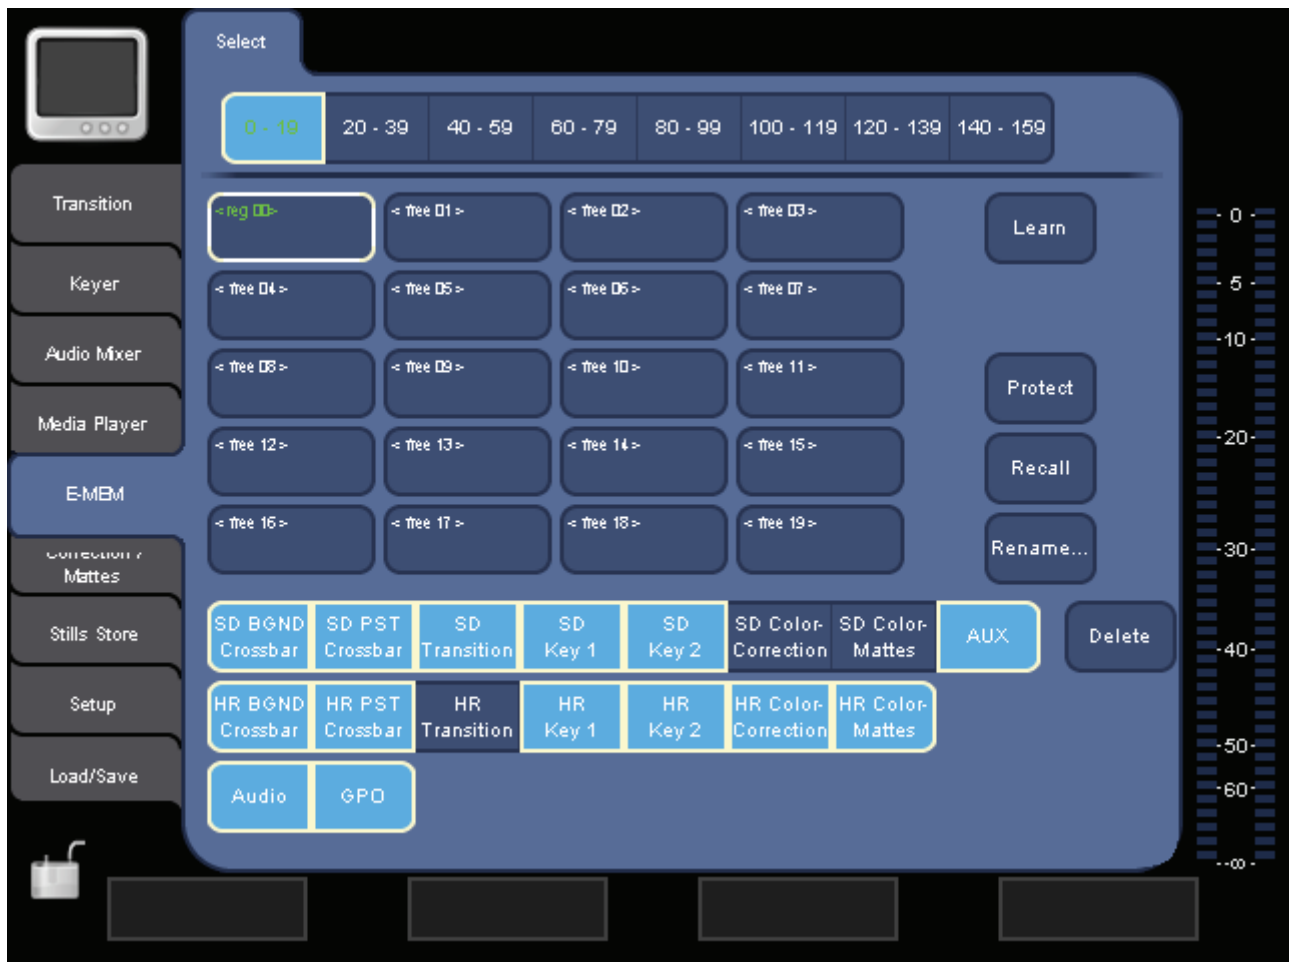 Select
0 - 19 20 - 39 40 - 59 60 - 79 80 - 99 100 - 119 120 - 139 140 - 159
Transition
Keyer
Audio Mixer
Media Player
E-MEM
Mattes
Stills Store
Setup
Load/Save
<reg 00> < free 01 > < free 02 > < free 03 >
< free 04 > < free 05 > < free 06 > < free 07 >
< free 08 > < free 09 > < free 10 > < free 11 >
< free 12 > < free 13 > < free 14 > < free 15 >
< free 16 > < free 17 > < free 18 > < free 19 >
Learn
Protect
Recall
Rename...
SD BGND SD PST SD SD SD SD Color- SD Color-
Crossbar Crossbar Transition Key 1 Key 2 Correction Mattes AUX Delete
HR BGND HR PST HR HR HR HR Color- HR Color-
Crossbar Crossbar Transition Key 1 Key 2 Correction Mattes
Audio GPO
- 0 -
- 5 -
-10-
-20-
-30-
-40-
-50-
-60-
--∞-